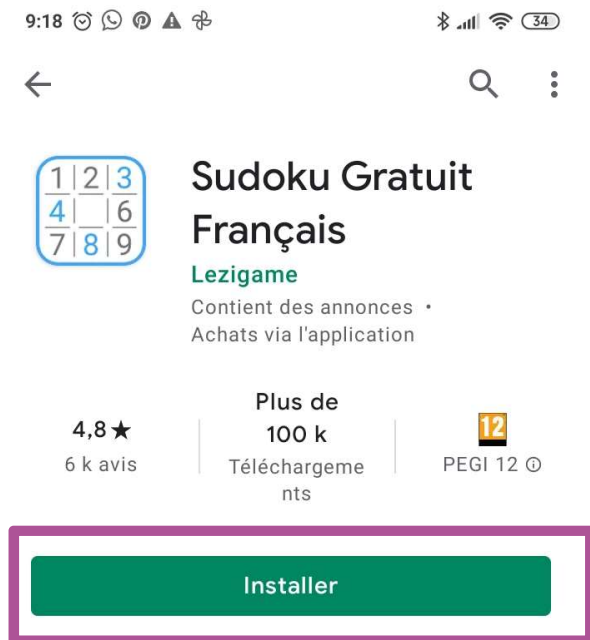 9:18 34
1 2 3
4 6
7 8 9
Sudoku Gratuit
Français
Lezigame
Contient des annonces •
Achats via l'application
4,8★
6 k avis
Plus de
100 k
Téléchargeme
nts
12
PEGI 12
Installer